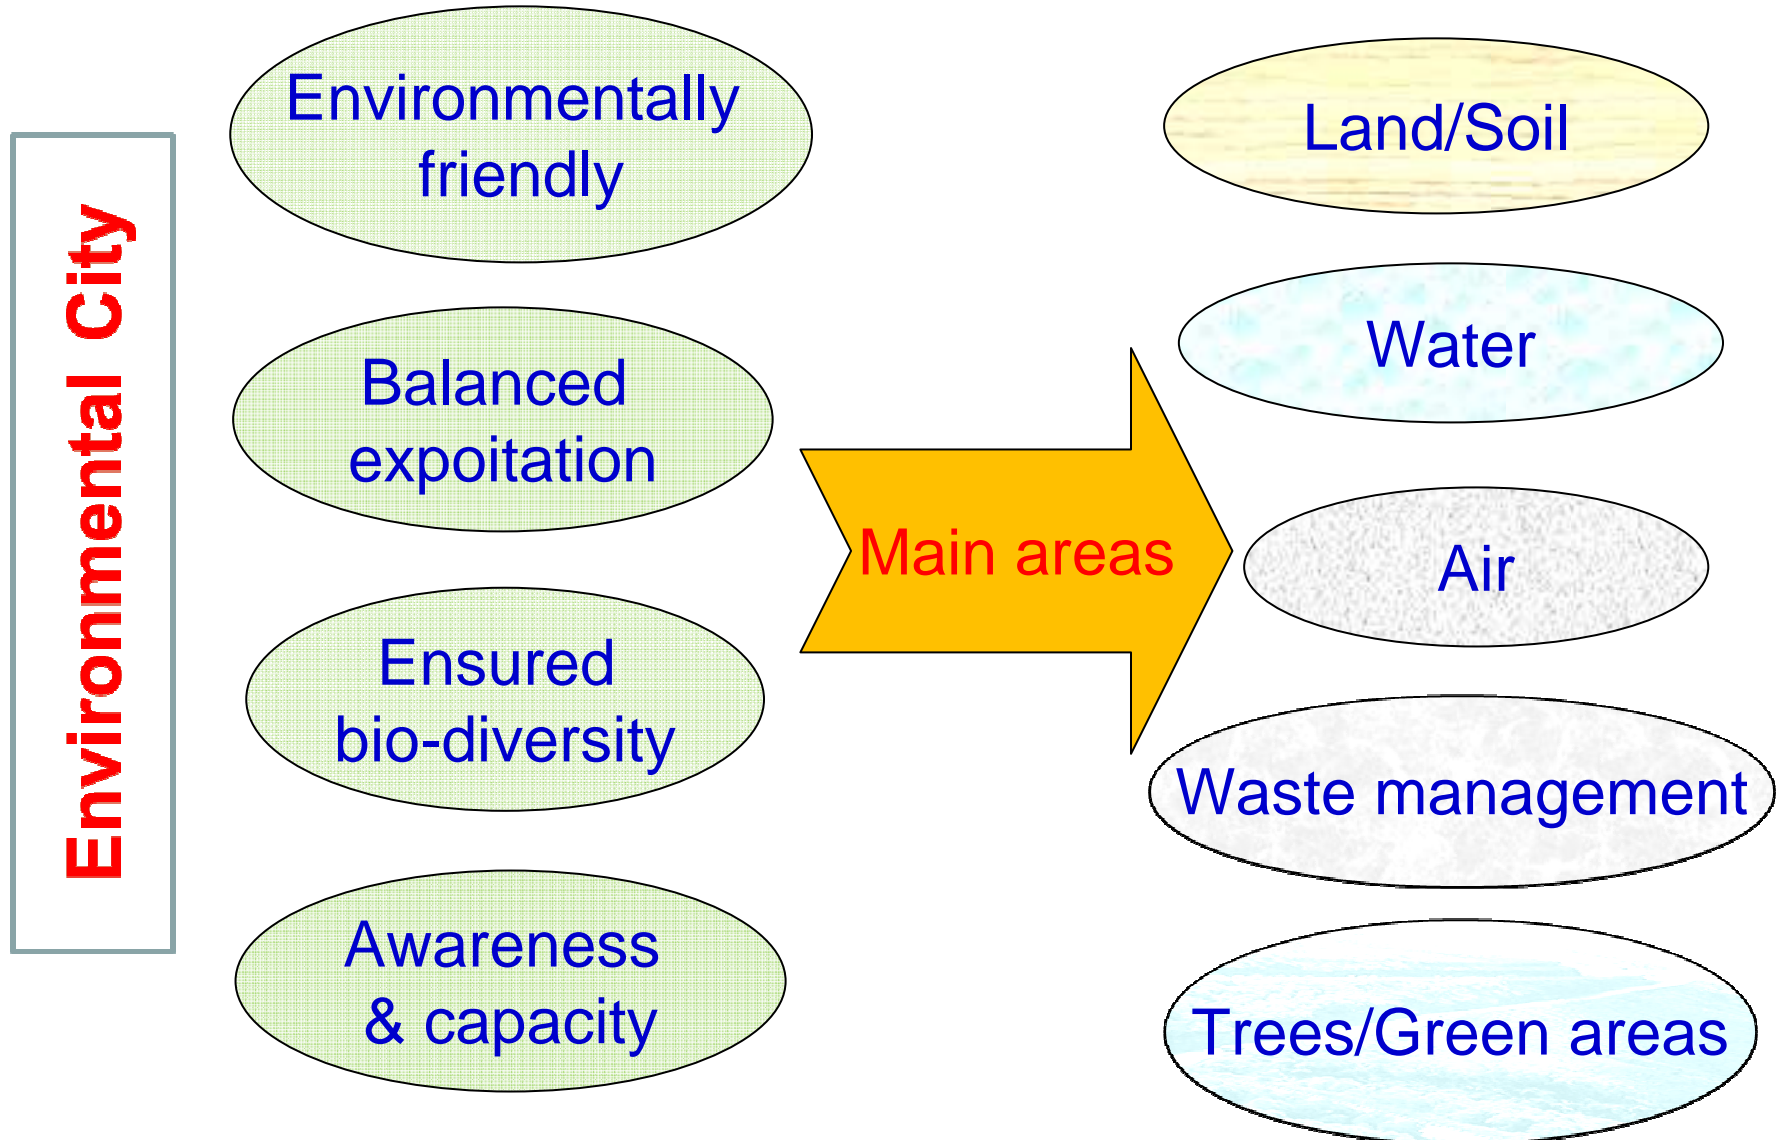 Environmental City
Environmentally
friendly
Balanced
expoitation
Ensured
bio-diversity
Awareness
& capacity
Main areas
Land/Soil
Water
Air
Waste management
Trees/Green areas